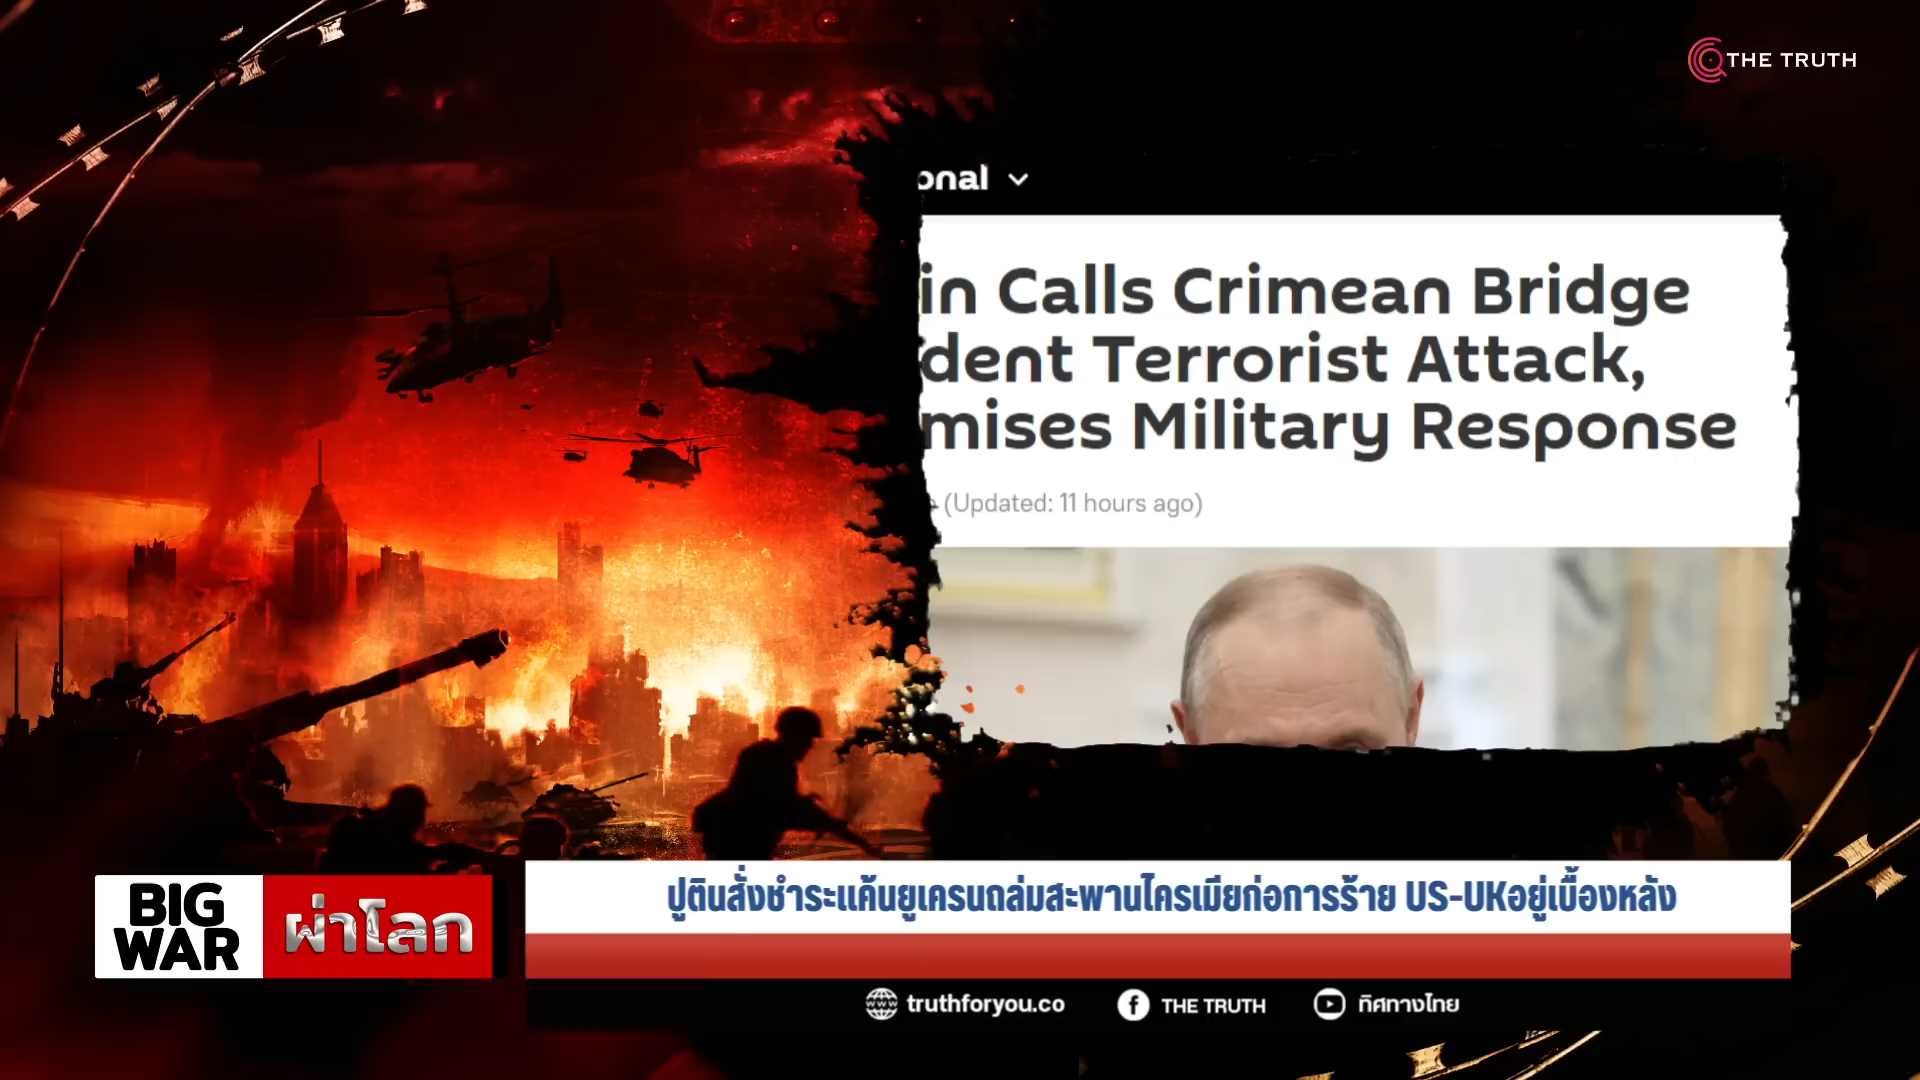 THE TRUTH
onal
in Calls Crimean Bridge
dent Terrorist Attack,
mises Military Response
(Updated: 11 hours ago)
BIG
WAR
ผ่าโลก
ปูตินสั่งชำระแค้นยูเครนถล่มสะพานไครเมียก่อการร้าย US-UKอยู่เบื้องหลัง
truthforyou.co
THE TRUTH
ทิศทางไทย